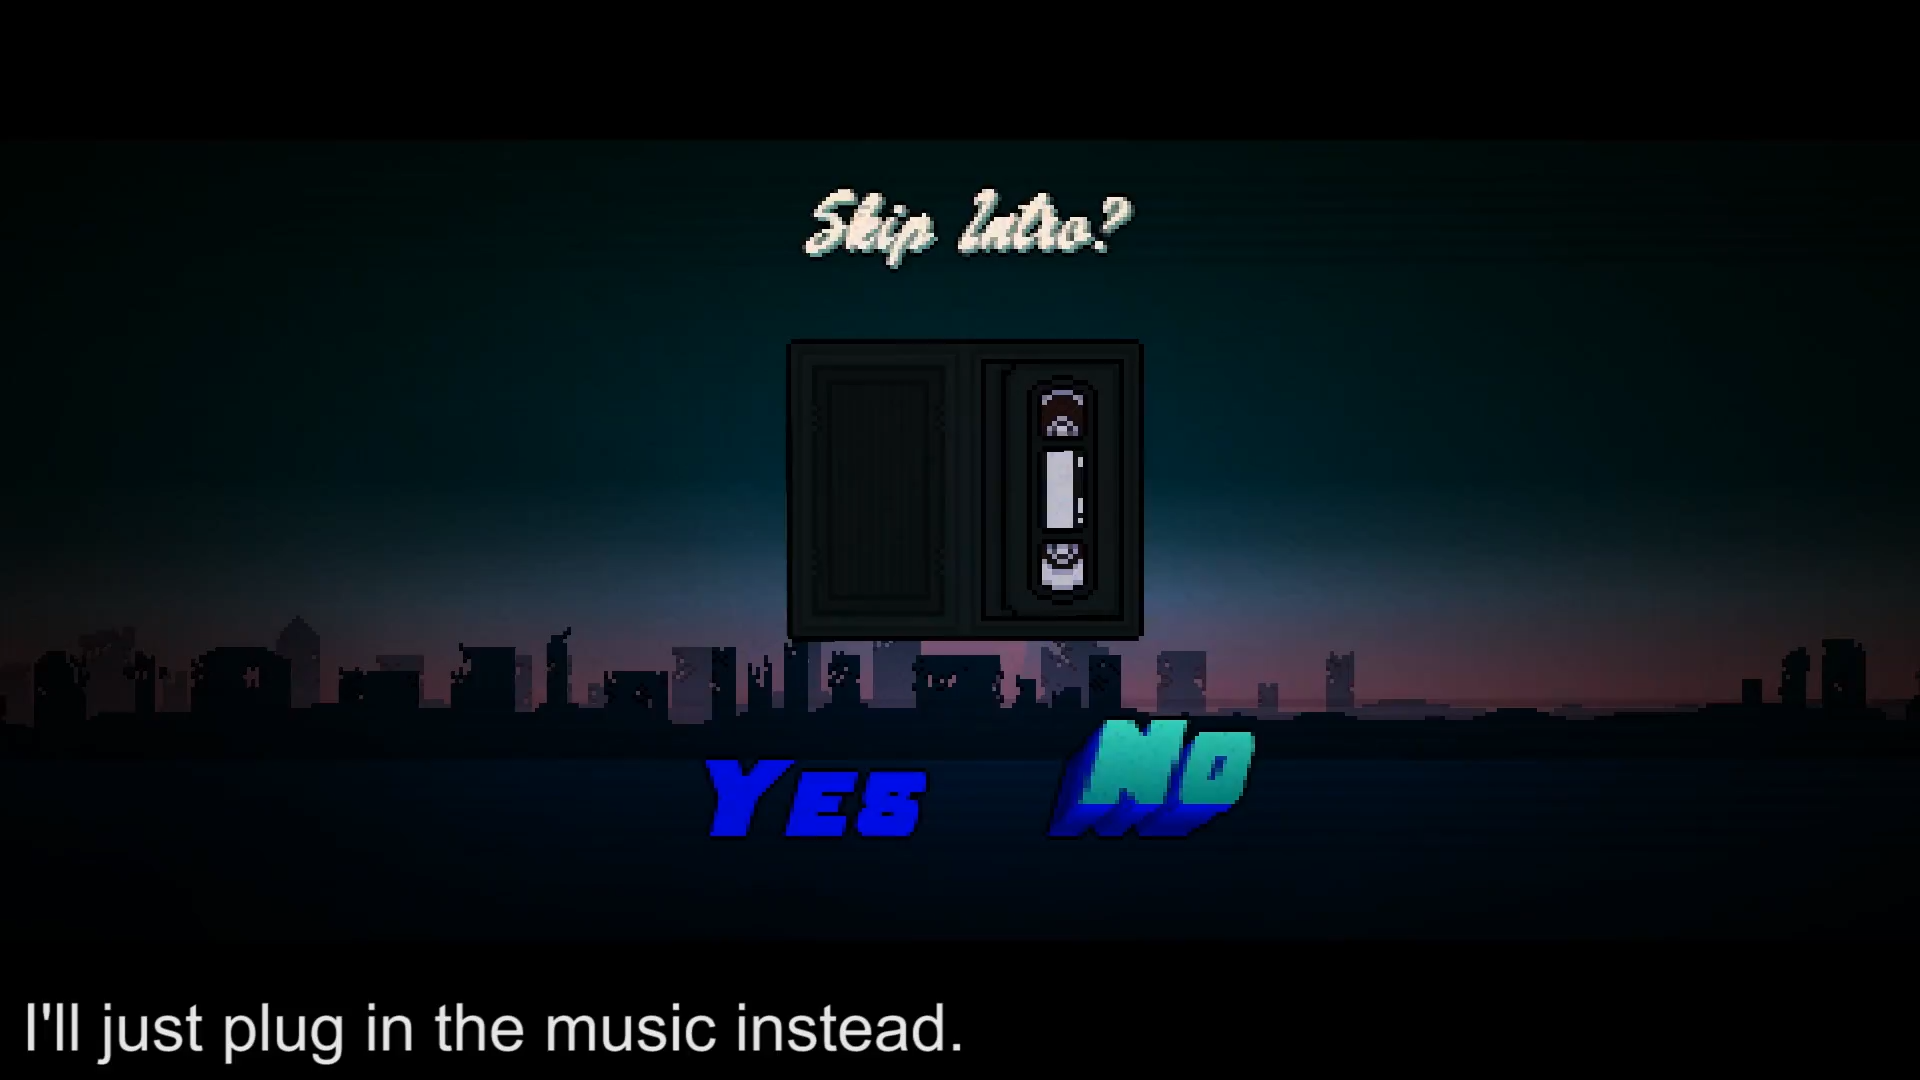 Skip Intro?
Yes No
I'll just plug in the music instead.